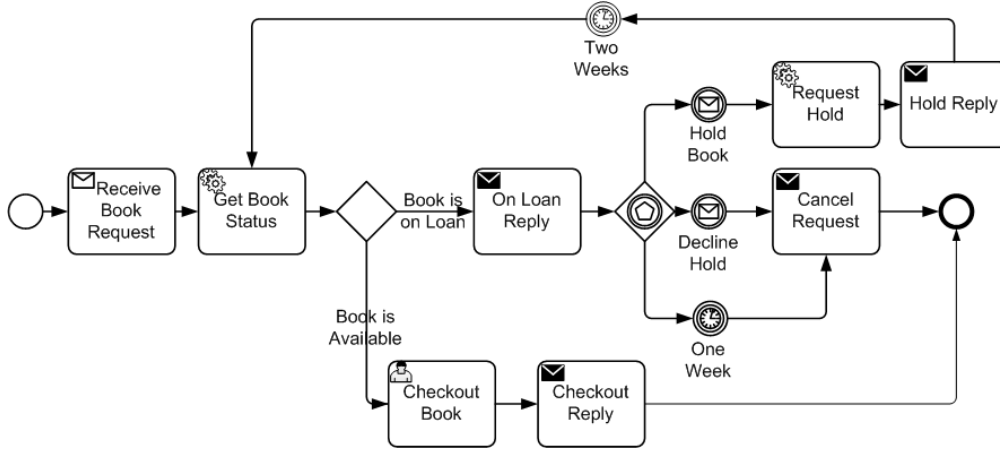 Two
Weeks
Request
Hold
Hold Reply
Hold
Book
Receive
Book
Request
Get Book
Status
Book is
on Loan
On Loan
Reply
Decline
Hold
Cancel
Request
Book is
Available
One
Week
Checkout
Book
Checkout
Reply